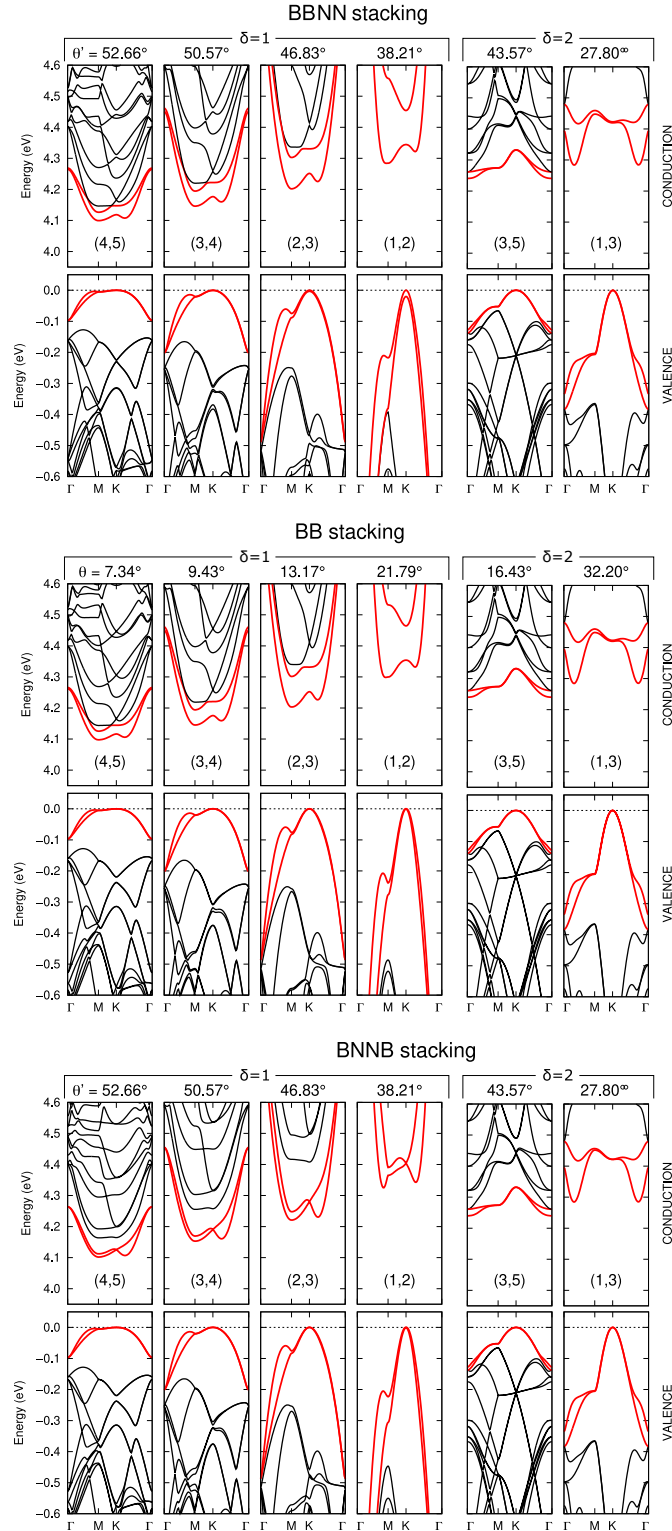 BBNN stacking
δ=1 δ=2
θ' = 52.66° 50.57° 46.83° 38.21° 43.57° 27.80°°
Energy (eV) 4.6 4.5 4.4 4.3 4.2 4.1 4.0 CONDUCTION
(4,5) (3,4) (2,3) (1,2) (3,5) (1,3)
Energy (eV) 0.0 −0.1 −0.2 −0.3 −0.4 −0.5 −0.6 VALENCE
Γ M K Γ Γ M K Γ Γ M K Γ Γ M K Γ Γ M K Γ Γ M K Γ
BB stacking
δ=1 δ=2
θ = 7.34° 9.43° 13.17° 21.79° 16.43° 32.20°
Energy (eV) 4.6 4.5 4.4 4.3 4.2 4.1 4.0 CONDUCTION
(4,5) (3,4) (2,3) (1,2) (3,5) (1,3)
Energy (eV) 0.0 −0.1 −0.2 −0.3 −0.4 −0.5 −0.6 VALENCE
Γ M K Γ Γ M K Γ Γ M K Γ Γ M K Γ Γ M K Γ Γ M K Γ
BNNB stacking
δ=1 δ=2
θ' = 52.66° 50.57° 46.83° 38.21° 43.57° 27.80°°
Energy (eV) 4.6 4.5 4.4 4.3 4.2 4.1 4.0 CONDUCTION
(4,5) (3,4) (2,3) (1,2) (3,5) (1,3)
Energy (eV) 0.0 −0.1 −0.2 −0.3 −0.4 −0.5 −0.6 VALENCE
Γ M K Γ Γ M K Γ Γ M K Γ Γ M K Γ Γ M K Γ Γ M K Γ